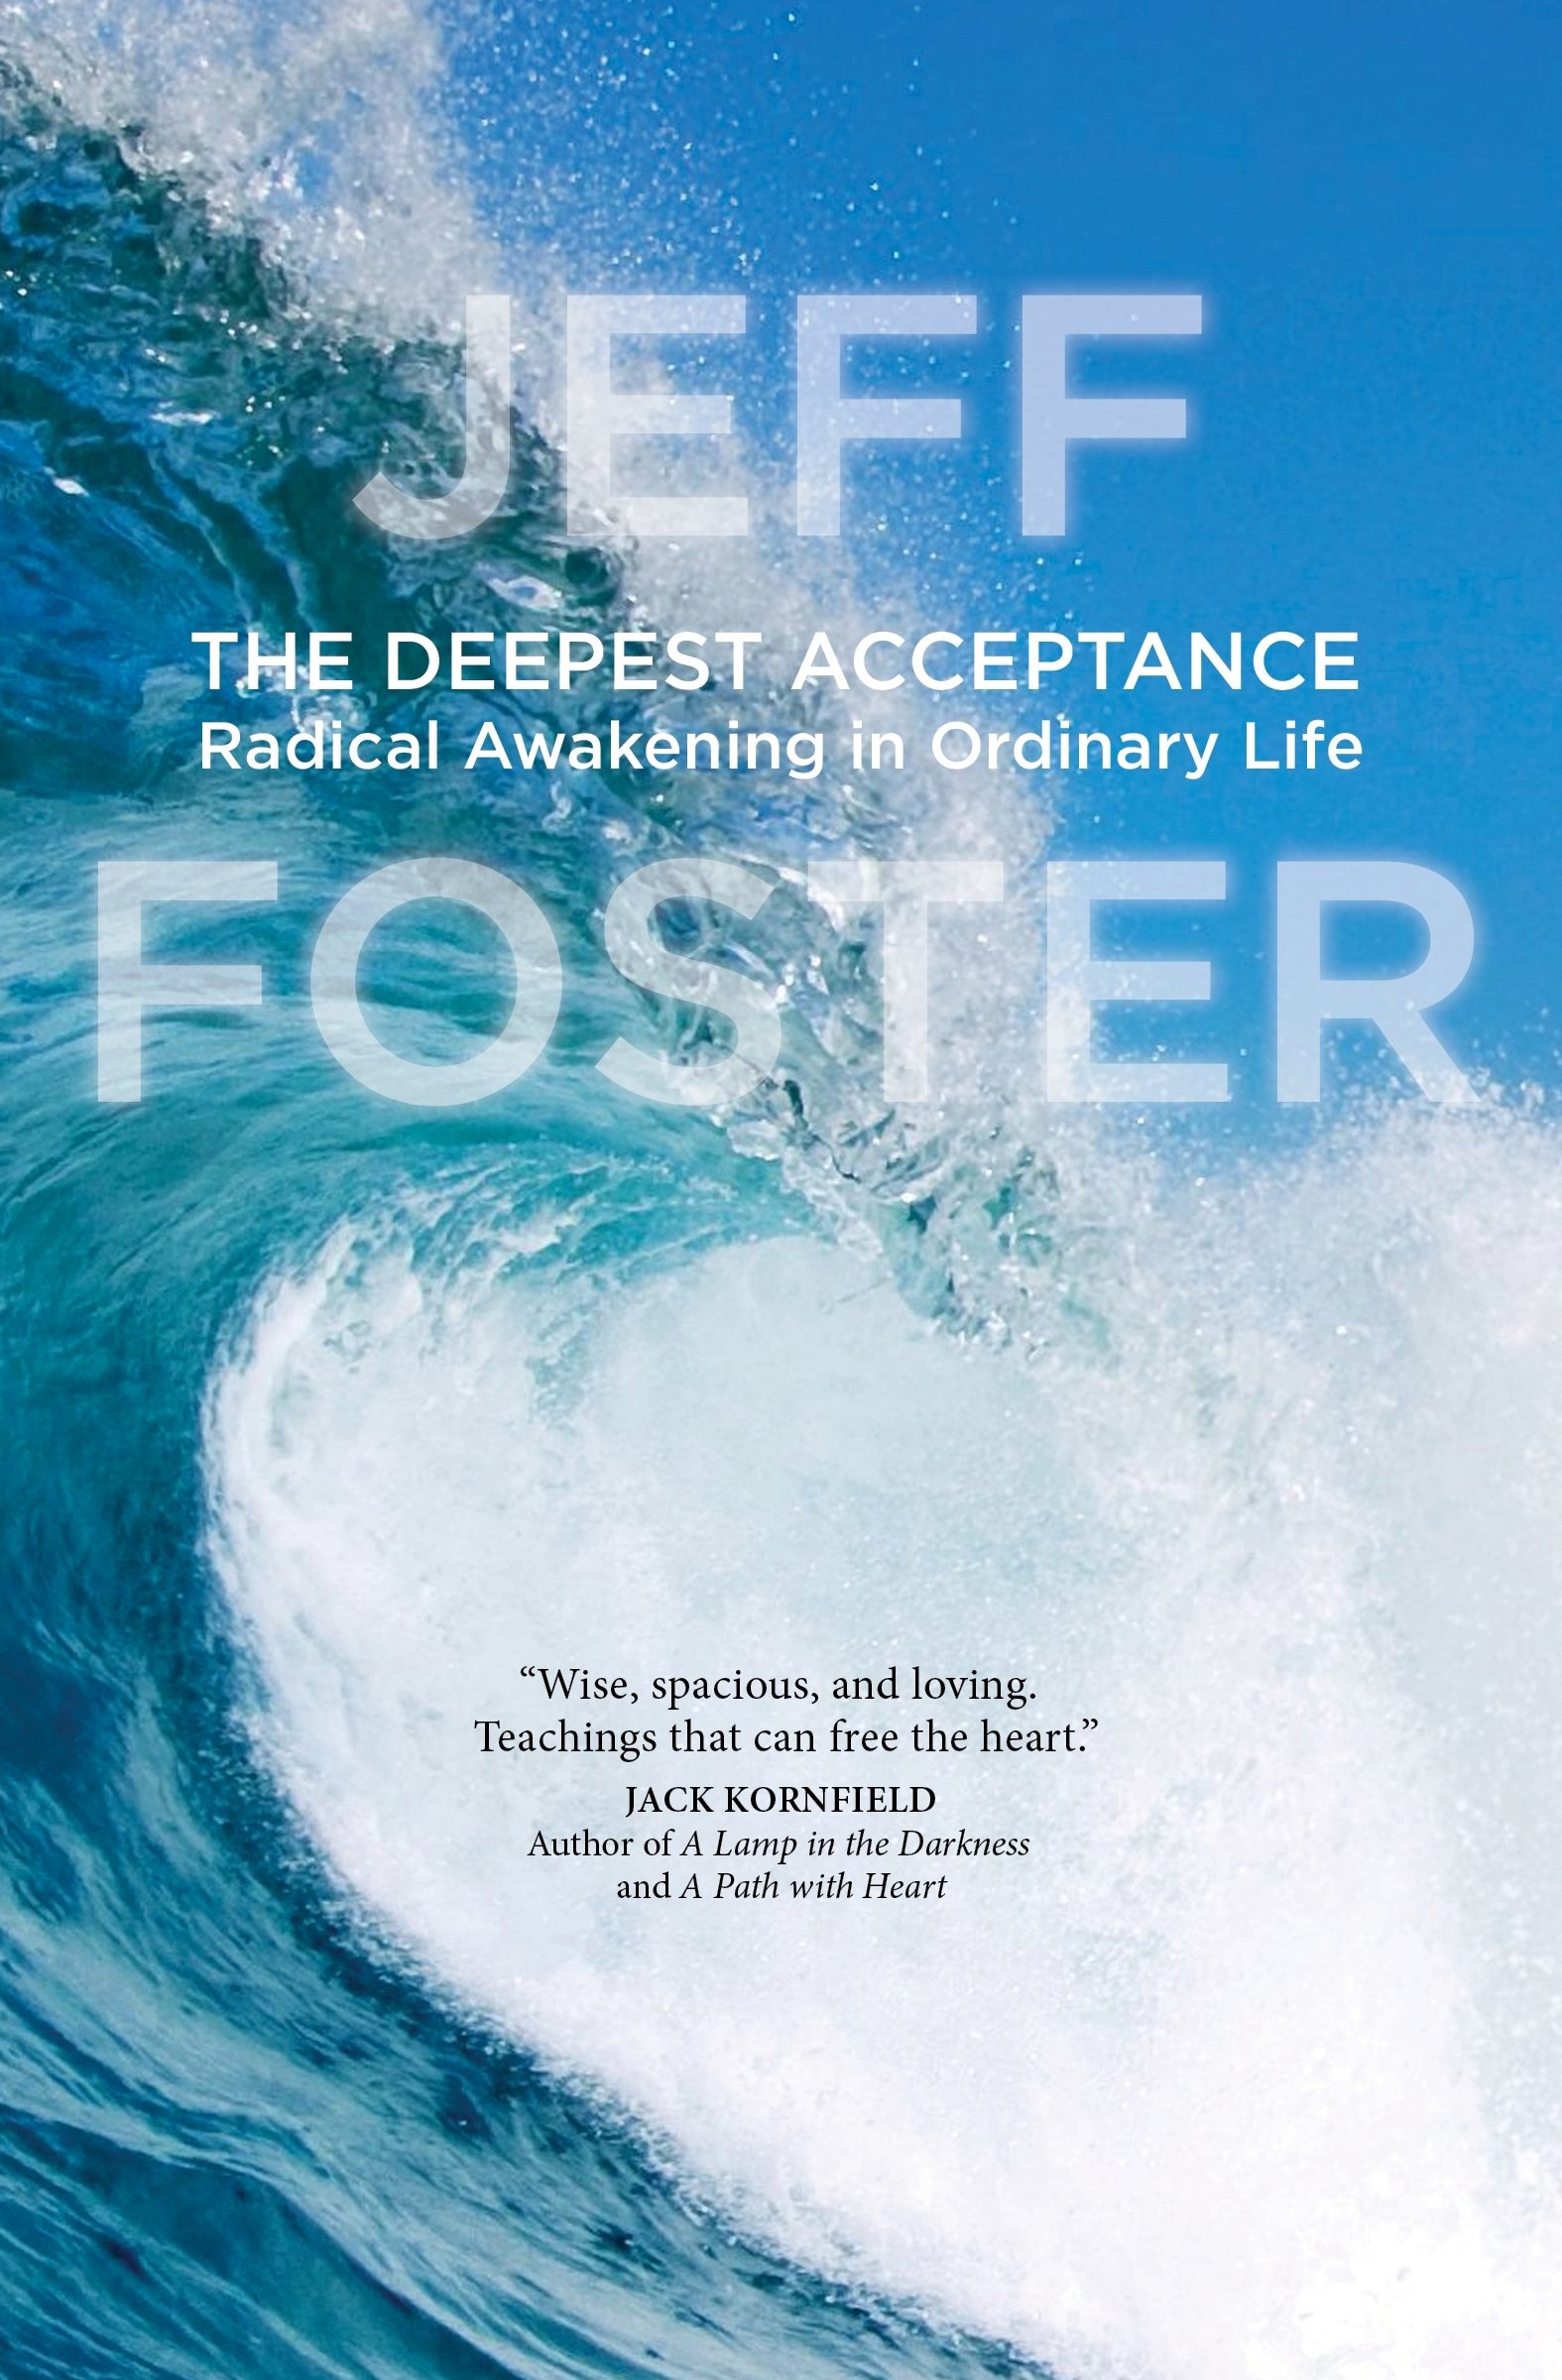 JEFF
THE DEEPEST ACCEPTANCE
Radical Awakening in Ordinary Life
FOSTER
“Wise, spacious, and loving.
Teachings that can free the heart.”
JACK KORNFIELD
Author of A Lamp in the Darkness
and A Path with Heart